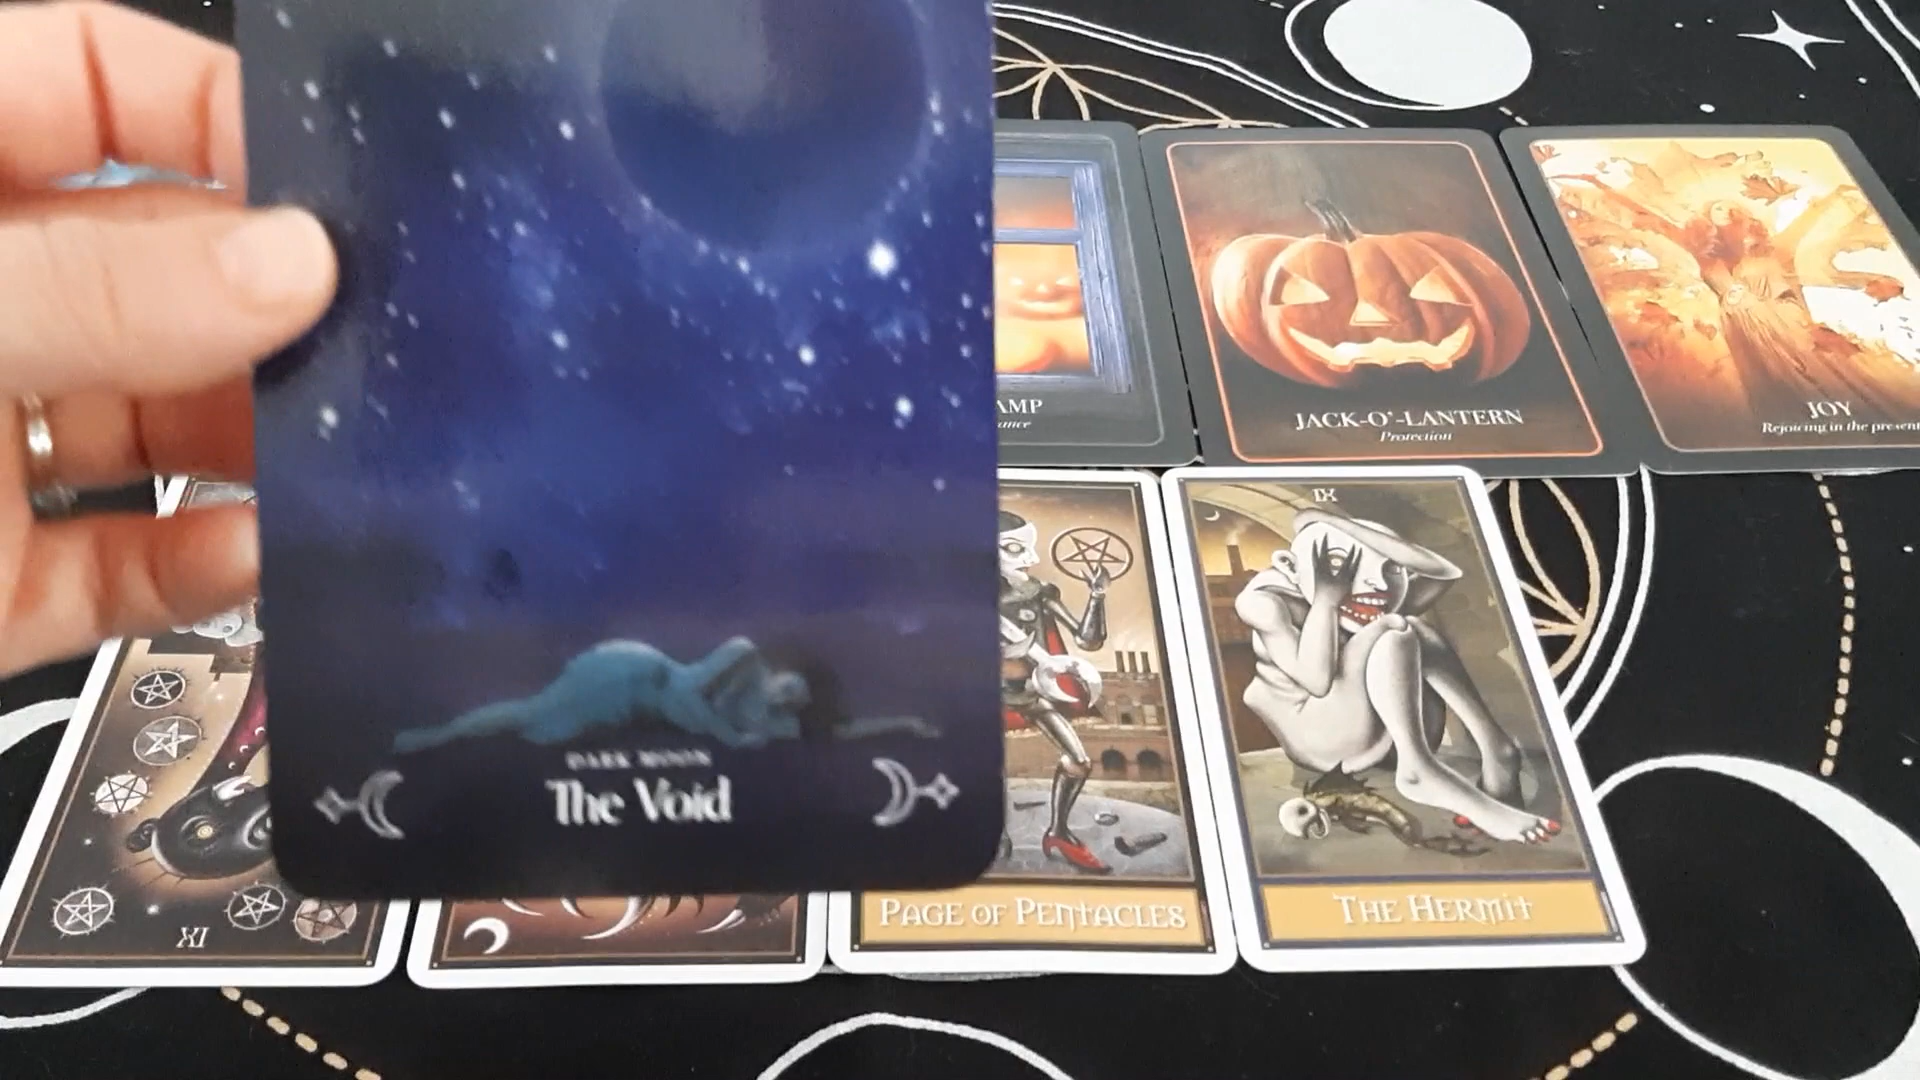 AMP
ance
JACK-O'-LANTERN
Protection
JOY
Rejoicing in the present
IX
DARK MOON
The Void
XI
PAGE OF PENTACLES
THE HERMIT